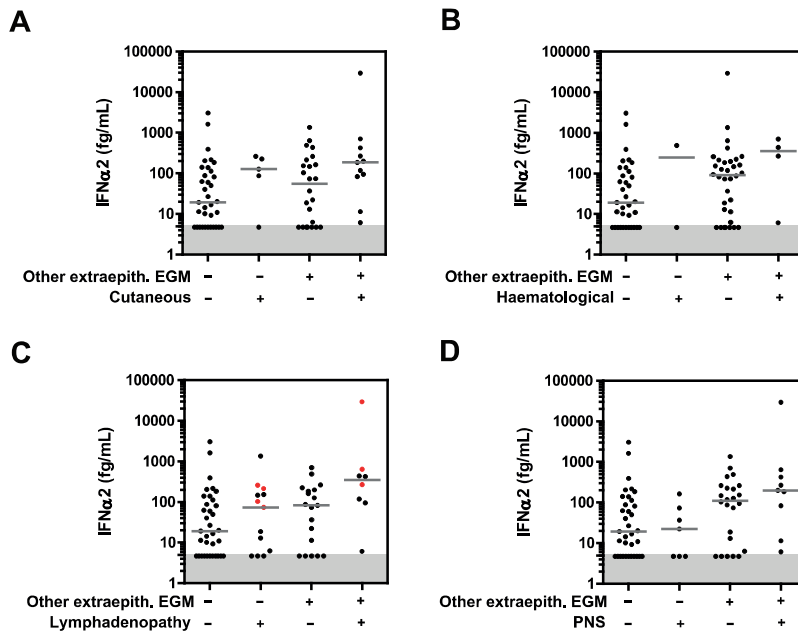 A
B
100000
10000
1000
100
10
1
IFNα2 (fg/mL)
Other extraepith. EGM − − + +
Cutaneous − + − +
100000
10000
1000
100
10
1
IFNα2 (fg/mL)
Other extraepith. EGM − − + +
Haematological − + − +
C
D
100000
10000
1000
100
10
1
IFNα2 (fg/mL)
Other extraepith. EGM − − + +
Lymphadenopathy − + − +
100000
10000
1000
100
10
1
IFNα2 (fg/mL)
Other extraepith. EGM − − + +
PNS − + − +